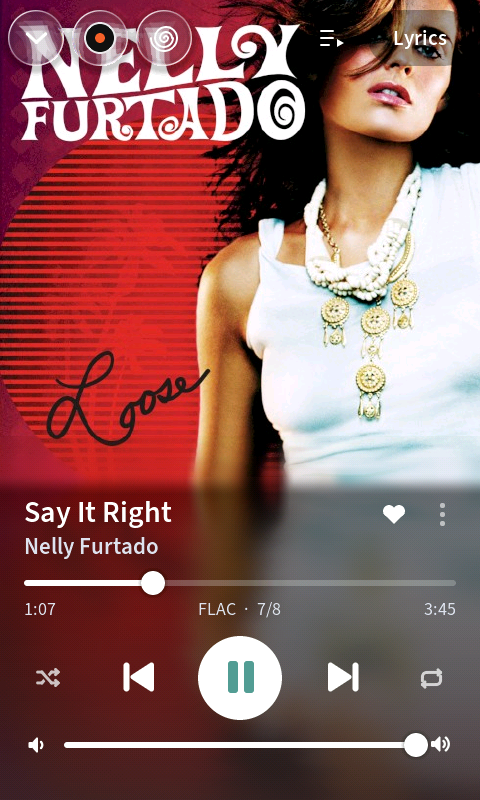 Lyrics
NELLY
FURTADO
Loose
Say It Right
Nelly Furtado
1:07
FLAC · 7/8
3:45